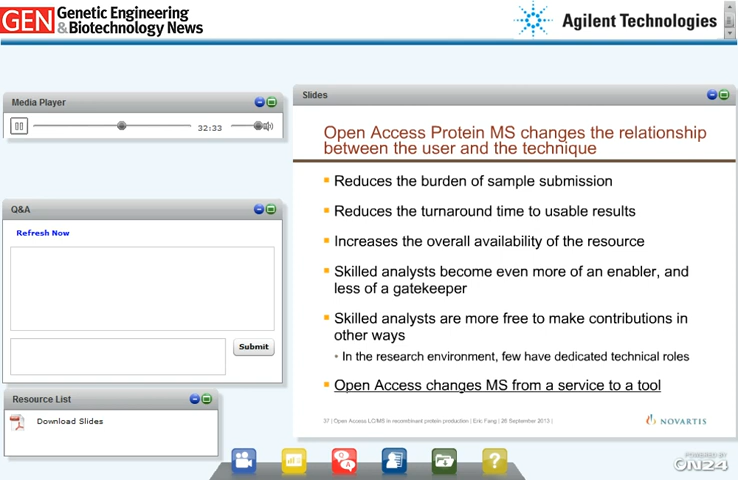 GEN Genetic Engineering
& Biotechnology News
Agilent Technologies
Media Player
32:33
Q&A
Refresh Now
Submit
Resource List
Download Slides
Slides
Open Access Protein MS changes the relationship
between the user and the technique
Reduces the burden of sample submission
Reduces the turnaround time to usable results
Increases the overall availability of the resource
Skilled analysts become even more of an enabler, and
less of a gatekeeper
Skilled analysts are more free to make contributions in
other ways
• In the research environment, few have dedicated technical roles
Open Access changes MS from a service to a tool
37 | Open Access LC/MS in recombinant protein production | Eric Fang | 26 September 2013 |
NOVARTIS
Q
A
?
POWERED BY
ON24